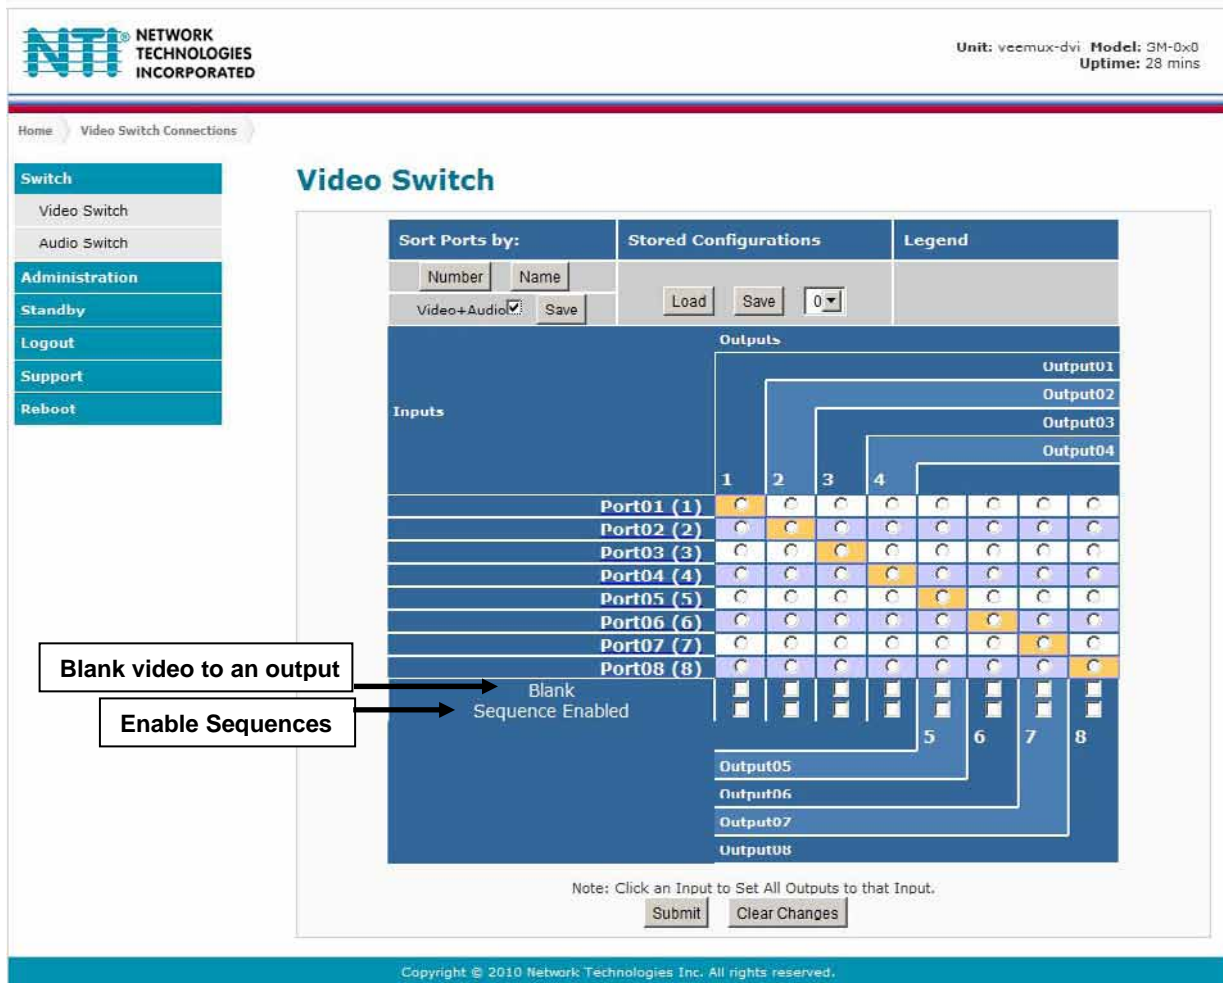 NTI®
NETWORK
TECHNOLOGIES
INCORPORATED
Unit: veemux-dvi Model: SM-8x8
Uptime: 28 mins
Home Video Switch Connections
Switch
Video Switch
Audio Switch
Administration
Standby
Logout
Support
Reboot
Video Switch
Sort Ports by: Stored Configurations Legend
Number Name
Video+Audio Save
Load Save 0
Outputs
Output01
Output02
Output03
Output04
Inputs
1 2 3 4
Port01 (1)
Port02 (2)
Port03 (3)
Port04 (4)
Port05 (5)
Port06 (6)
Port07 (7)
Port08 (8)
Blank video to an output
Blank
Enable Sequences
Sequence Enabled
5 6 7 8
Output05
Output06
Output07
Output08
Note: Click an Input to Set All Outputs to that Input.
Submit Clear Changes
Copyright © 2010 Network Technologies Inc. All rights reserved.